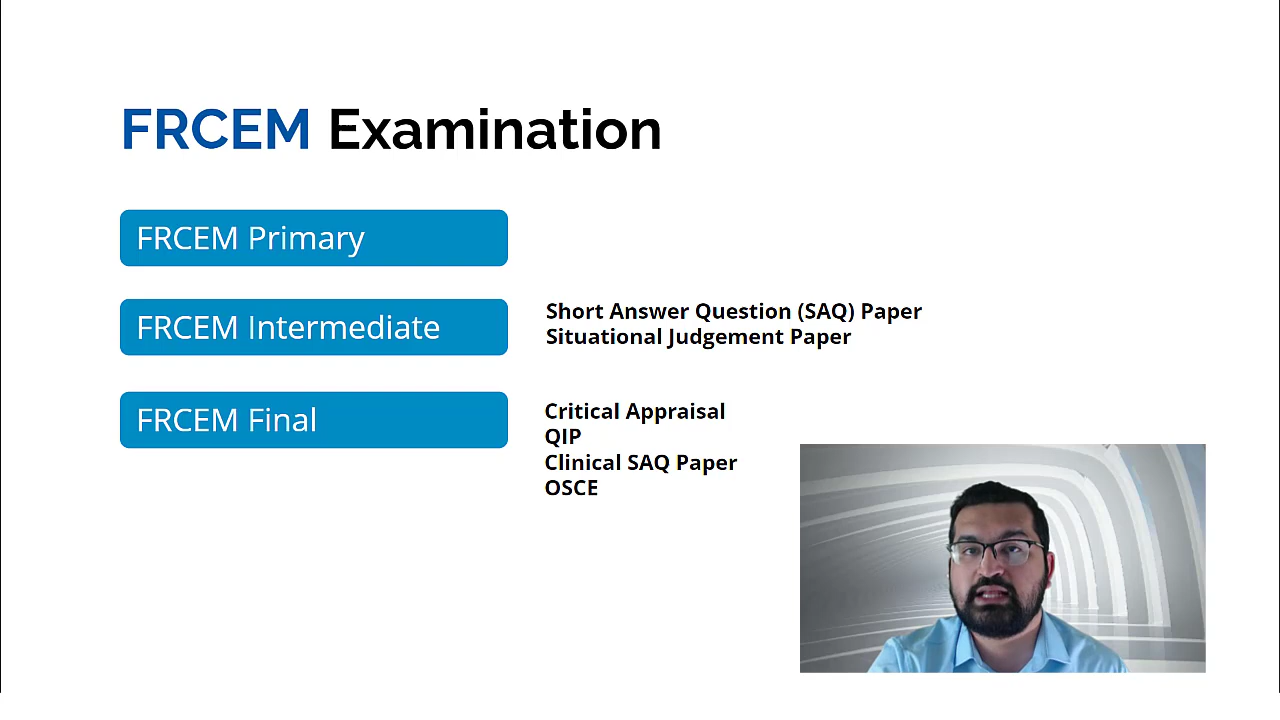 FRCEM Examination
FRCEM Primary
FRCEM Intermediate
Short Answer Question (SAQ) Paper
Situational Judgement Paper
FRCEM Final
Critical Appraisal
QIP
Clinical SAQ Paper
OSCE